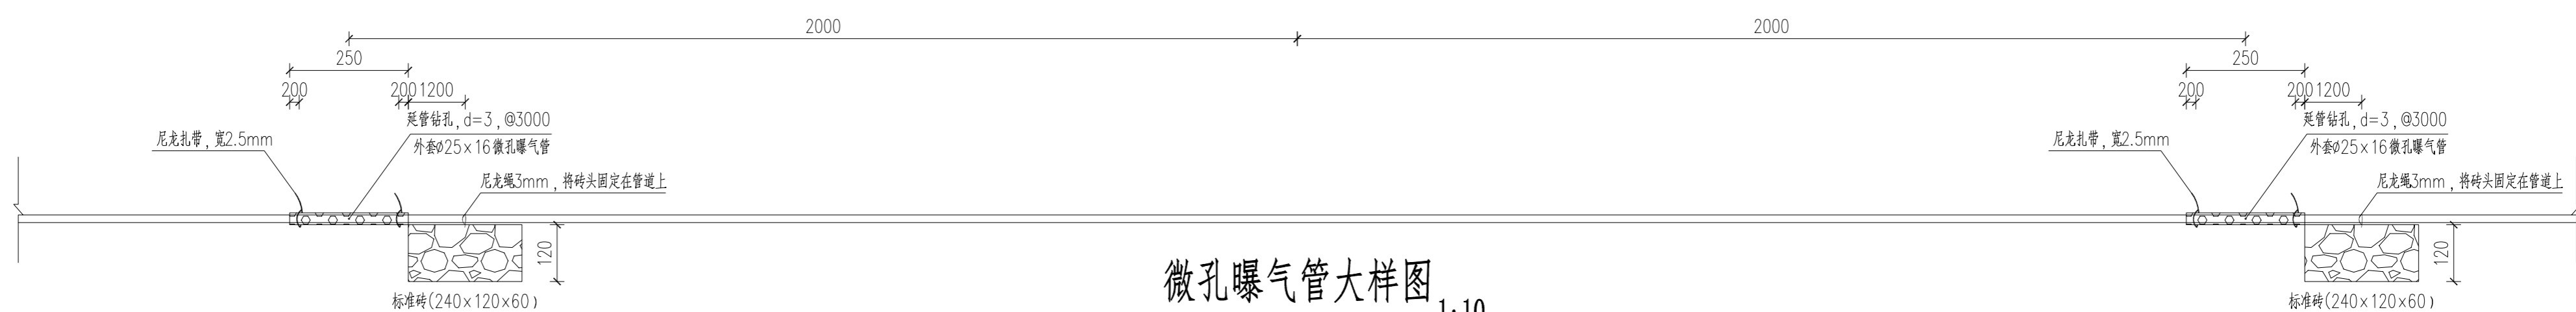 2000
2000
250
250
200
200
1200
200
200
1200
延管钻孔,d=3,@3000
外套ø25×16微孔曝气管
尼龙扎带,宽2.5mm
延管钻孔,d=3,@3000
外套ø25×16微孔曝气管
尼龙扎带,宽2.5mm
尼龙绳3mm,将砖头固定在管道上
尼龙绳3mm,将砖头固定在管道上
120
120
微孔曝气管大样图
1:10
标准砖(240×120×60)
标准砖(240×120×60)